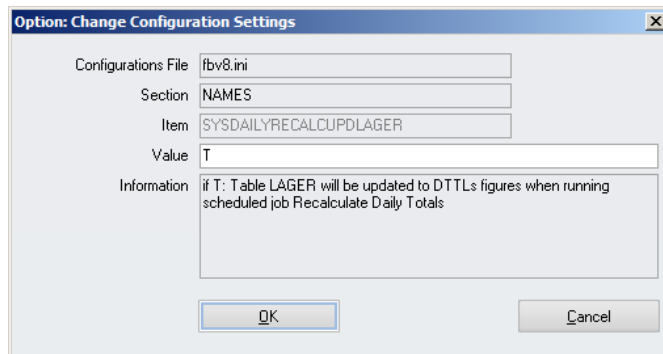 Option: Change Configuration Settings
Configurations File fbv8.ini
Section NAMES
Item SYSDAILYRECALCUPDLAGER
Value T
Information if T: Table LAGER will be updated to DTTLs figures when running
scheduled job Recalculate Daily Totals
OK Cancel